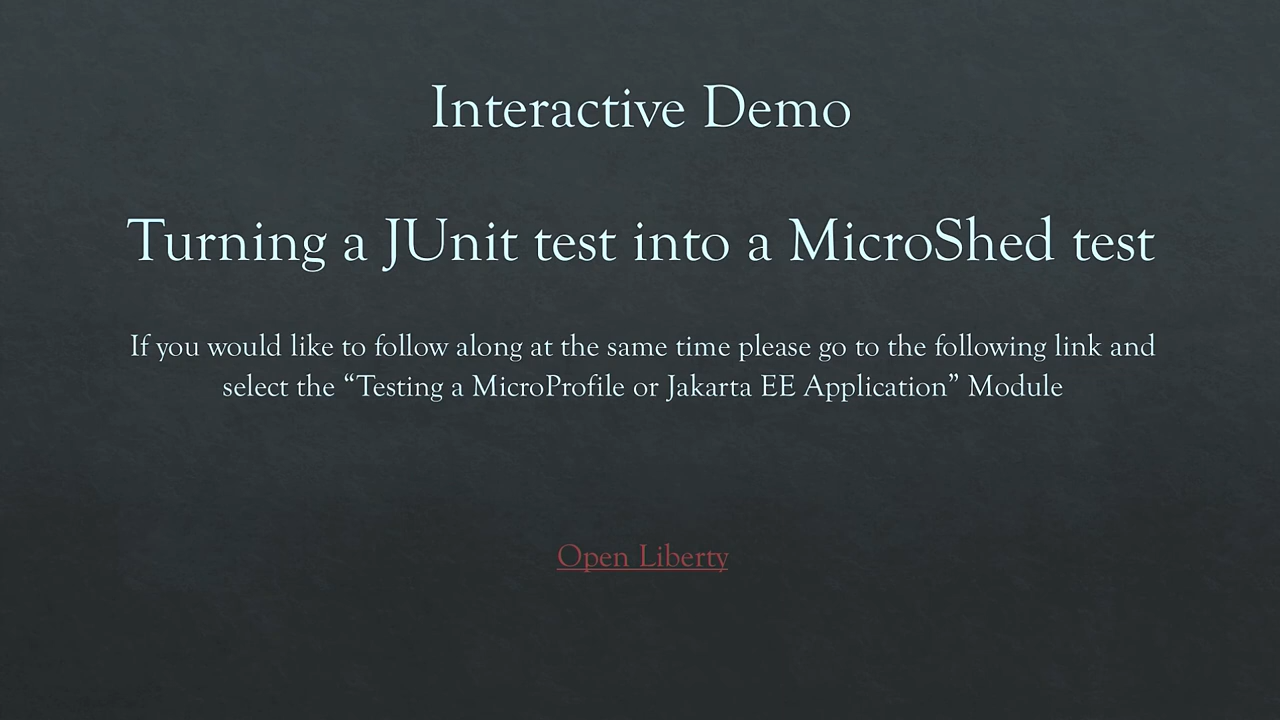 Interactive Demo
Turning a JUnit test into a MicroShed test
If you would like to follow along at the same time please go to the following link and
select the “Testing a MicroProfile or Jakarta EE Application” Module
Open Liberty